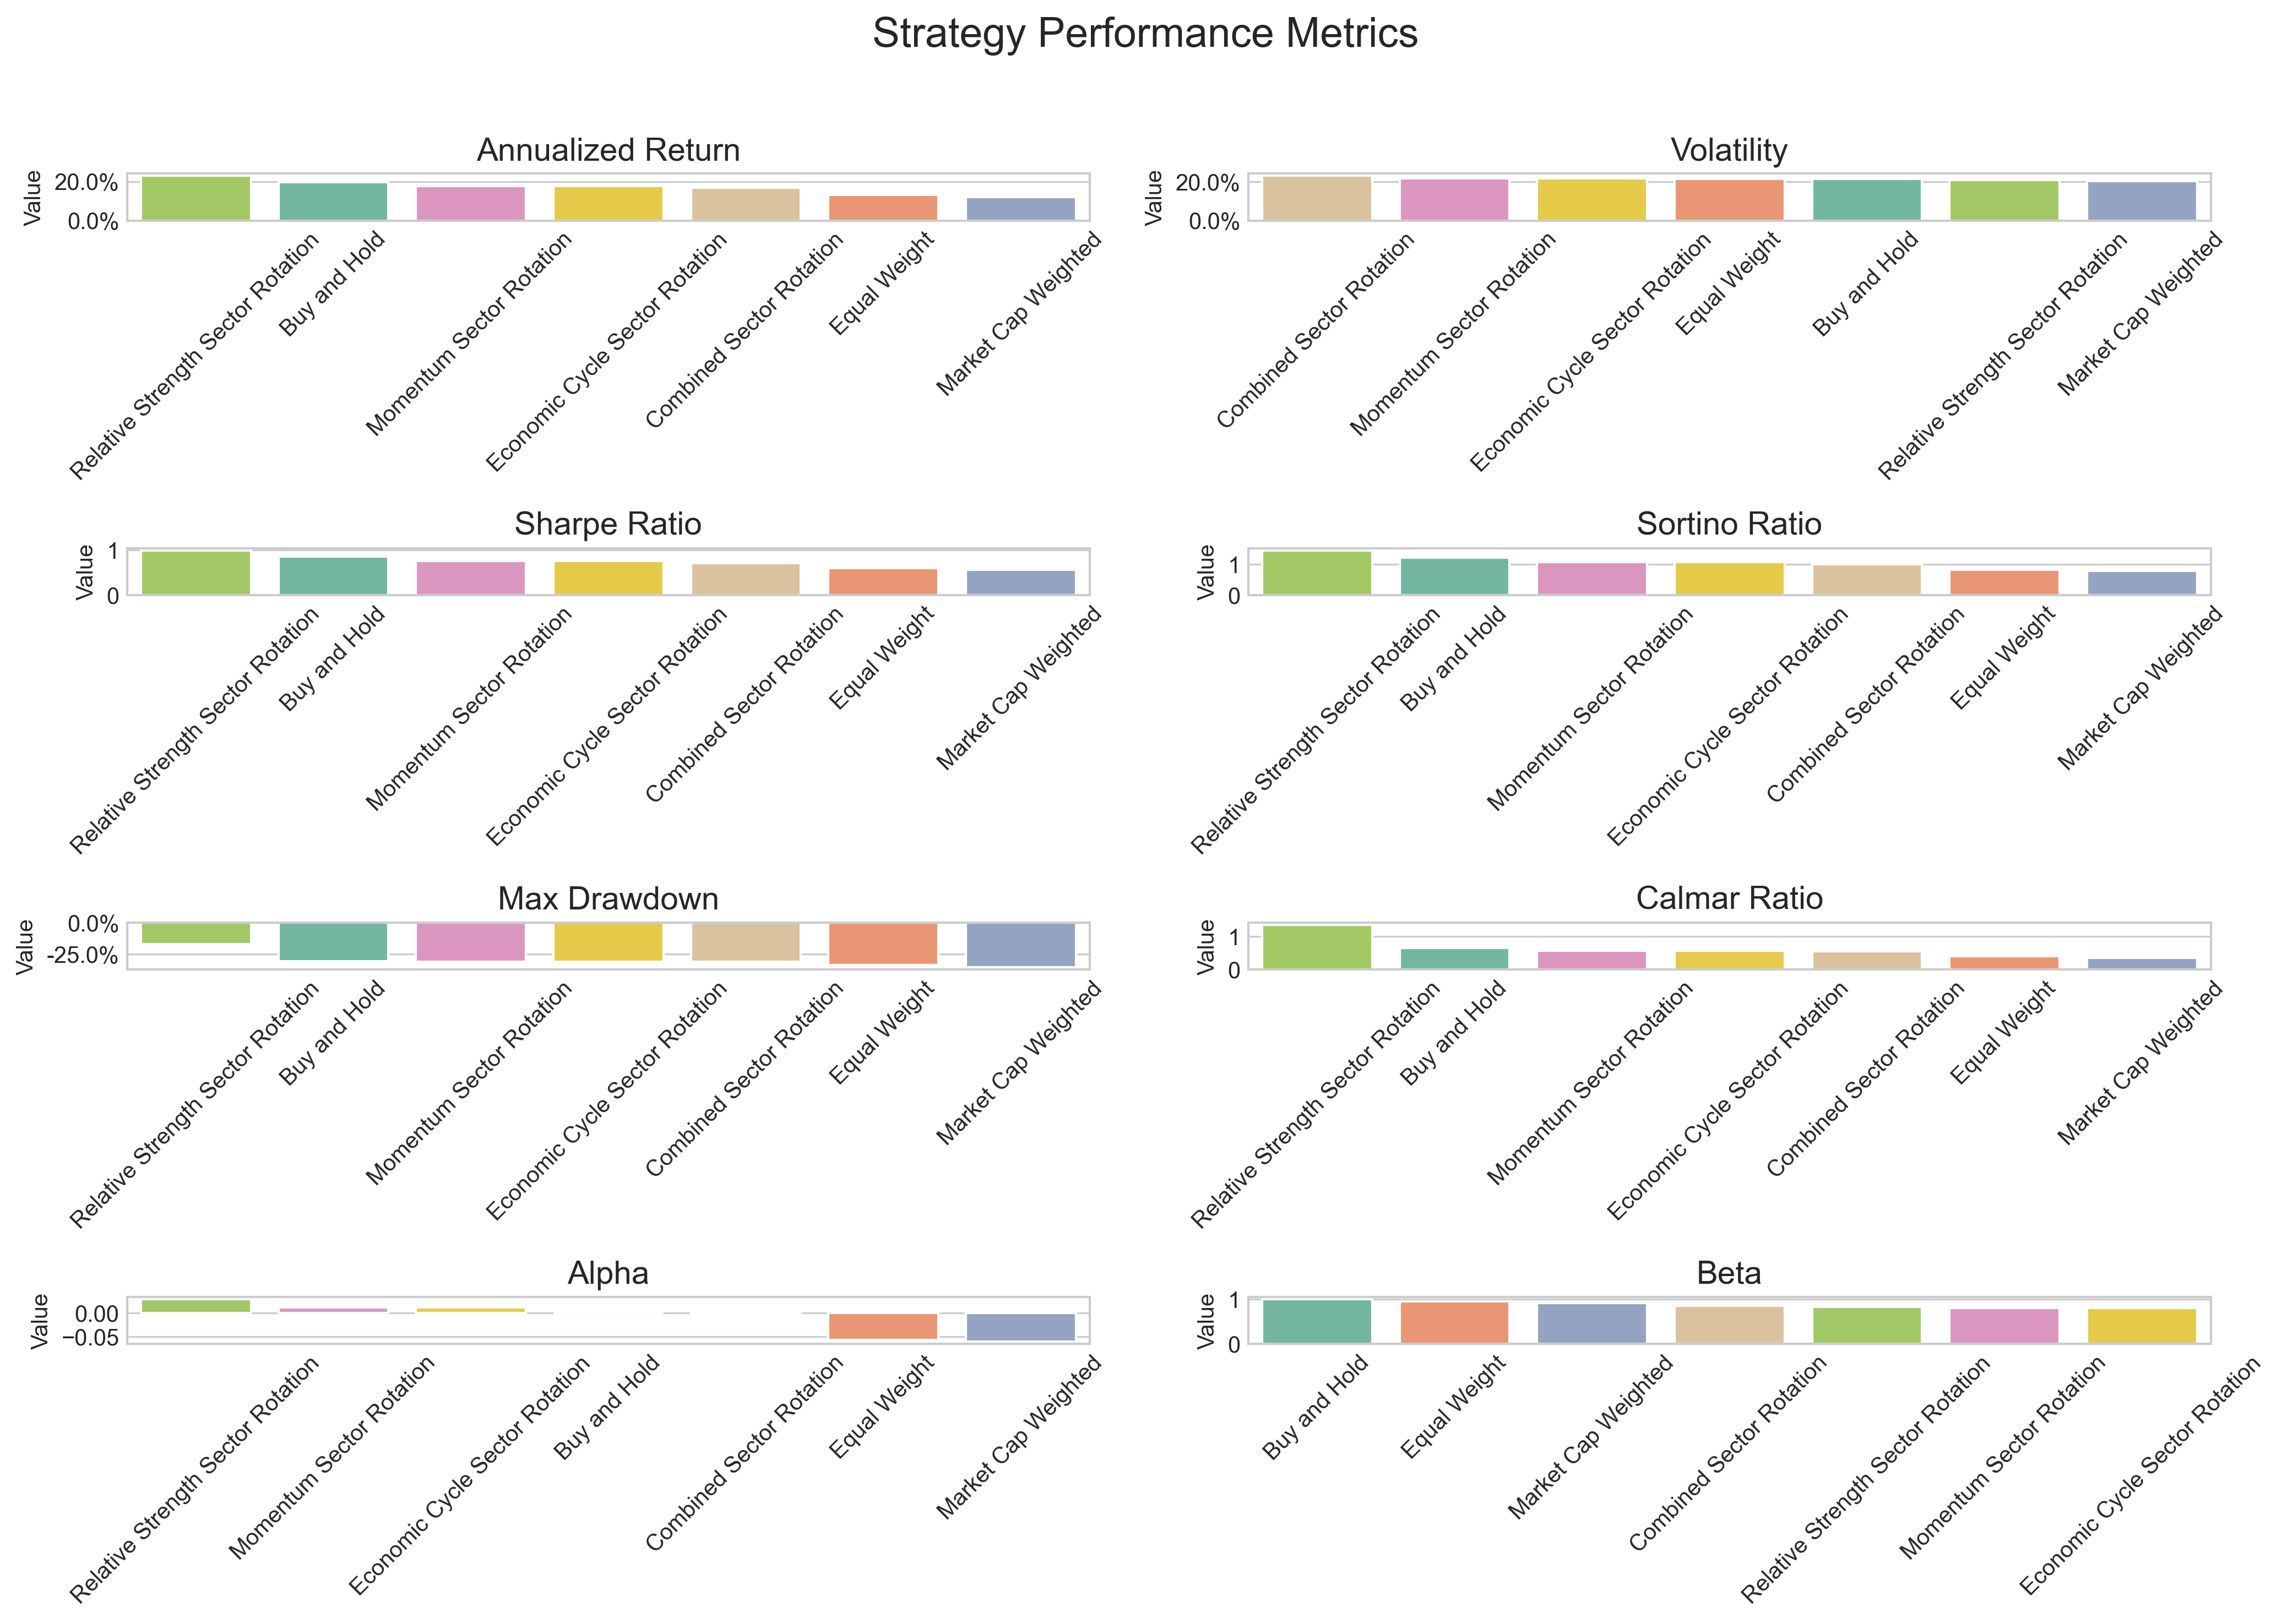 Strategy Performance Metrics
Annualized Return
Value
20.0%
0.0%
Relative Strength Sector Rotation
Buy and Hold
Momentum Sector Rotation
Economic Cycle Sector Rotation
Combined Sector Rotation
Equal Weight
Market Cap Weighted
Volatility
Value
20.0%
0.0%
Combined Sector Rotation
Momentum Sector Rotation
Economic Cycle Sector Rotation
Equal Weight
Buy and Hold
Relative Strength Sector Rotation
Market Cap Weighted
Sharpe Ratio
Value
1
0
Relative Strength Sector Rotation
Buy and Hold
Momentum Sector Rotation
Economic Cycle Sector Rotation
Combined Sector Rotation
Equal Weight
Market Cap Weighted
Sortino Ratio
Value
1
0
Relative Strength Sector Rotation
Buy and Hold
Momentum Sector Rotation
Economic Cycle Sector Rotation
Combined Sector Rotation
Equal Weight
Market Cap Weighted
Max Drawdown
Value
0.0%
-25.0%
Relative Strength Sector Rotation
Buy and Hold
Momentum Sector Rotation
Economic Cycle Sector Rotation
Combined Sector Rotation
Equal Weight
Market Cap Weighted
Calmar Ratio
Value
1
0
Relative Strength Sector Rotation
Buy and Hold
Momentum Sector Rotation
Economic Cycle Sector Rotation
Combined Sector Rotation
Equal Weight
Market Cap Weighted
Alpha
Value
0.00
−0.05
Relative Strength Sector Rotation
Momentum Sector Rotation
Economic Cycle Sector Rotation
Buy and Hold
Combined Sector Rotation
Equal Weight
Market Cap Weighted
Beta
Value
1
0
Buy and Hold
Equal Weight
Market Cap Weighted
Combined Sector Rotation
Relative Strength Sector Rotation
Momentum Sector Rotation
Economic Cycle Sector Rotation